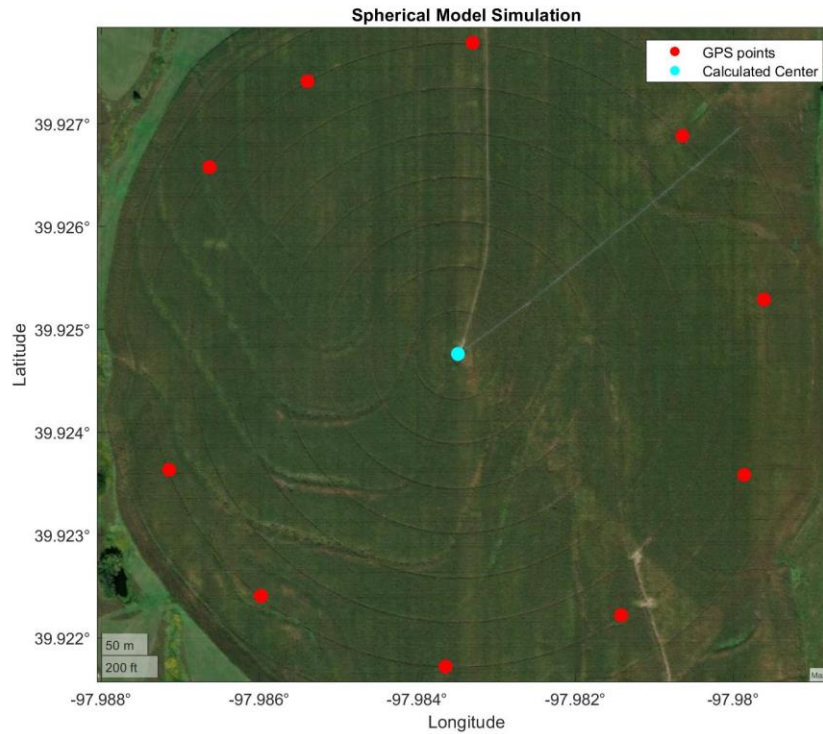 Spherical Model Simulation
GPS points
Calculated Center
39.927°
39.926°
39.925°
39.924°
39.923°
39.922°
Latitude
50 m
200 ft
-97.988°
-97.986°
-97.984°
-97.982°
-97.98°
Longitude